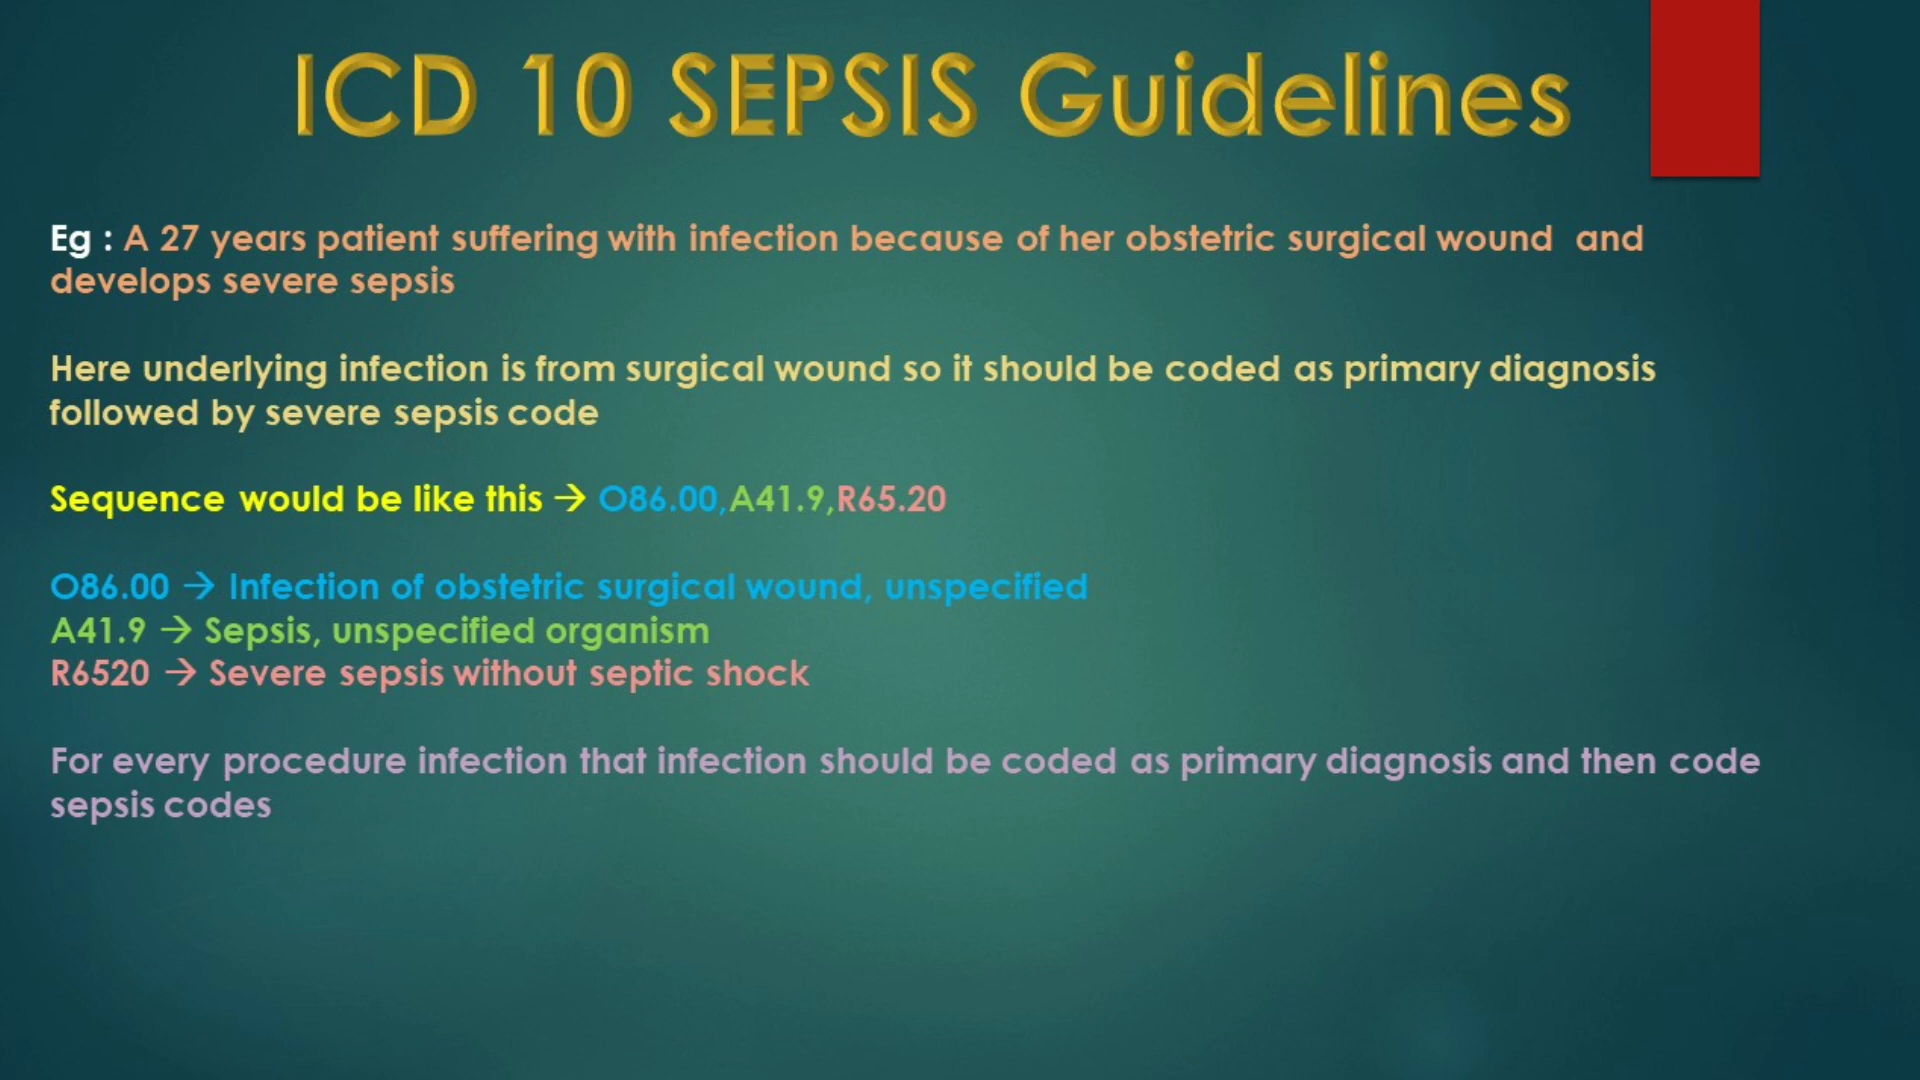 ICD 10 SEPSIS Guidelines
Eg : A 27 years patient suffering with infection because of her obstetric surgical wound and
develops severe sepsis
Here underlying infection is from surgical wound so it should be coded as primary diagnosis
followed by severe sepsis code
Sequence would be like this → O86.00,A41.9,R65.20
O86.00 → Infection of obstetric surgical wound, unspecified
A41.9 → Sepsis, unspecified organism
R6520 → Severe sepsis without septic shock
For every procedure infection that infection should be coded as primary diagnosis and then code
sepsis codes